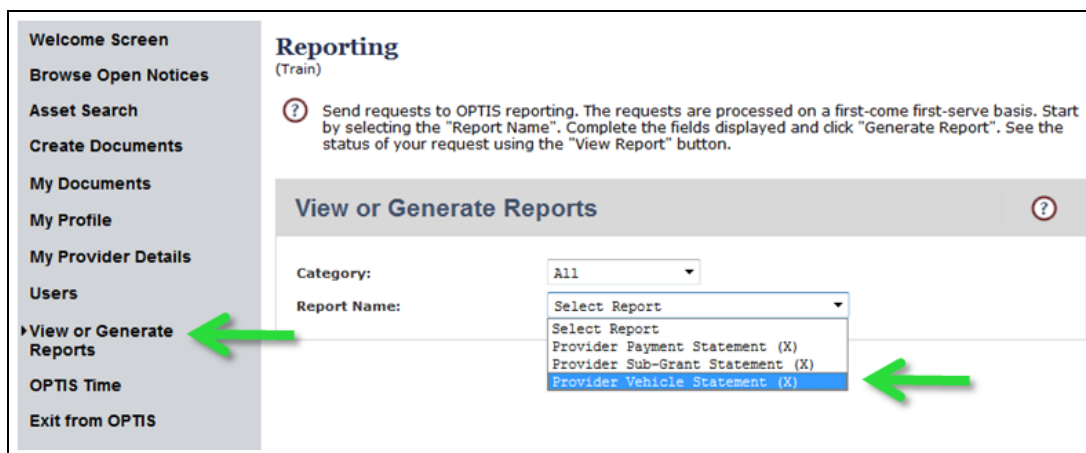 Welcome Screen
Browse Open Notices
Asset Search
Create Documents
My Documents
My Profile
My Provider Details
Users
View or Generate
Reports
OPTIS Time
Exit from OPTIS
Reporting
(Train)
? Send requests to OPTIS reporting. The requests are processed on a first-come first-serve basis. Start
by selecting the "Report Name". Complete the fields displayed and click "Generate Report". See the
status of your request using the "View Report" button.
View or Generate Reports ?
Category: All
Report Name: Select Report
Select Report
Provider Payment Statement (X)
Provider Sub-Grant Statement (X)
Provider Vehicle Statement (X)